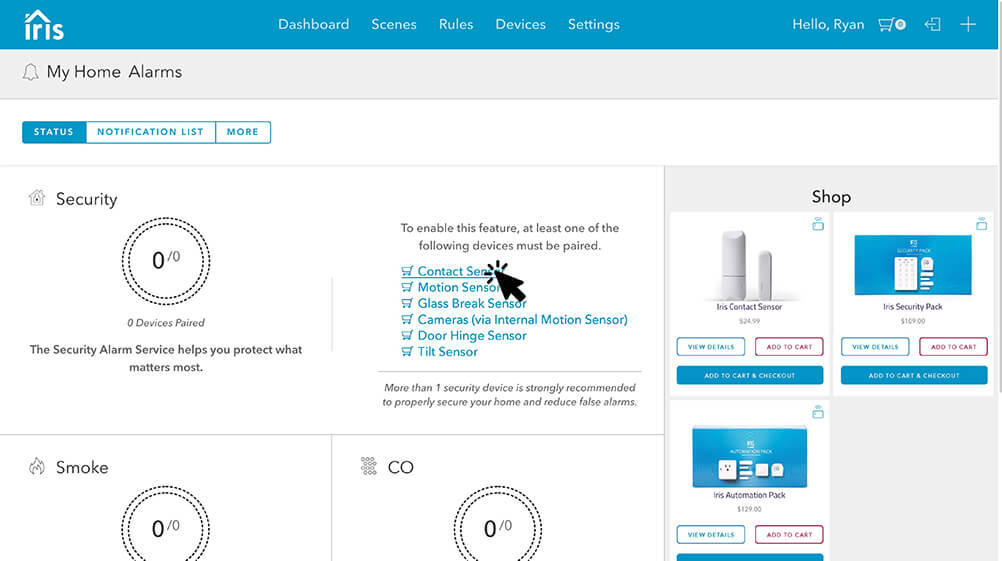 iris
Dashboard
Scenes
Rules
Devices
Settings
Hello, Ryan
0
My Home Alarms
STATUS
NOTIFICATION LIST
MORE
Security
0/0
0 Devices Paired
The Security Alarm Service helps you protect what
matters most.
To enable this feature, at least one of the
following devices must be paired.
Contact Sensor
Motion Sensor
Glass Break Sensor
Cameras (via Internal Motion Sensor)
Door Hinge Sensor
Tilt Sensor
More than 1 security device is strongly recommended
to properly secure your home and reduce false alarms.
Smoke
0/0
CO
0/0
Shop
Iris Contact Sensor
$24.99
VIEW DETAILS
ADD TO CART
ADD TO CART & CHECKOUT
SECURITY PACK
Iris Security Pack
$109.00
VIEW DETAILS
ADD TO CART
ADD TO CART & CHECKOUT
AUTOMATION PACK
Iris Automation Pack
$129.00
VIEW DETAILS
ADD TO CART